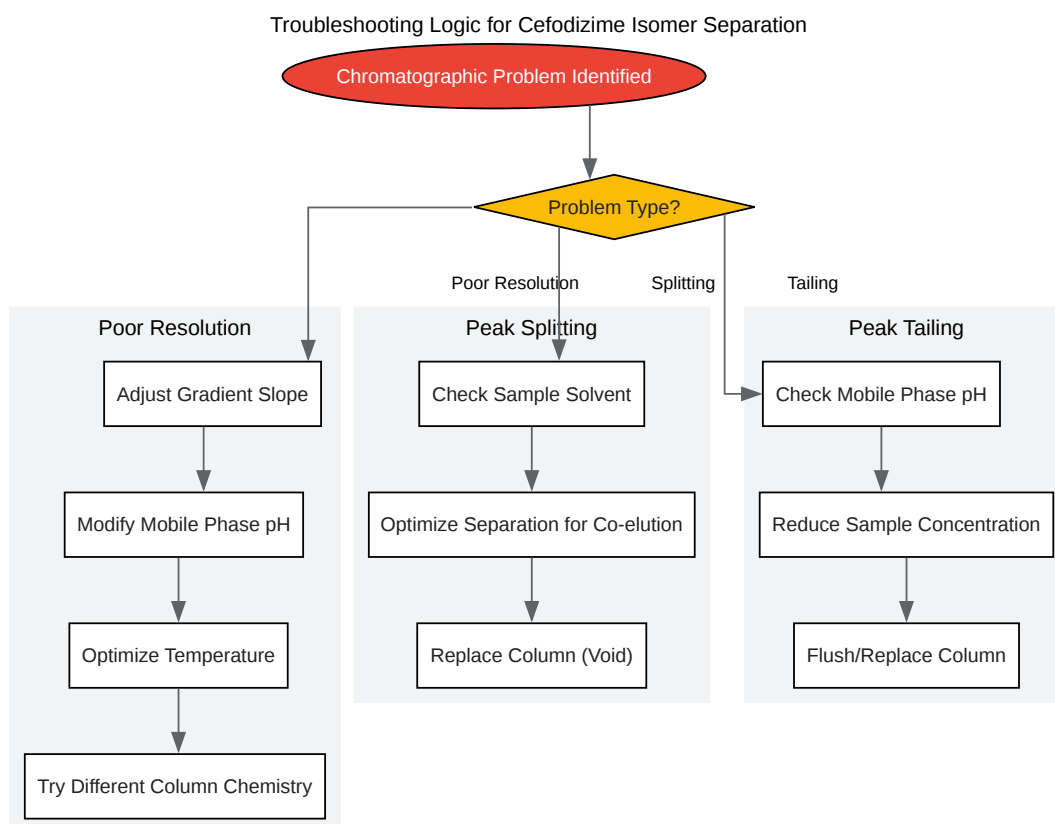 Troubleshooting Logic for Cefodizime Isomer Separation
Chromatographic Problem Identified
Problem Type?
Poor Resolution
Splitting
Tailing
Poor Resolution
Adjust Gradient Slope
Modify Mobile Phase pH
Optimize Temperature
Try Different Column Chemistry
Peak Splitting
Check Sample Solvent
Optimize Separation for Co-elution
Replace Column (Void)
Peak Tailing
Check Mobile Phase pH
Reduce Sample Concentration
Flush/Replace Column